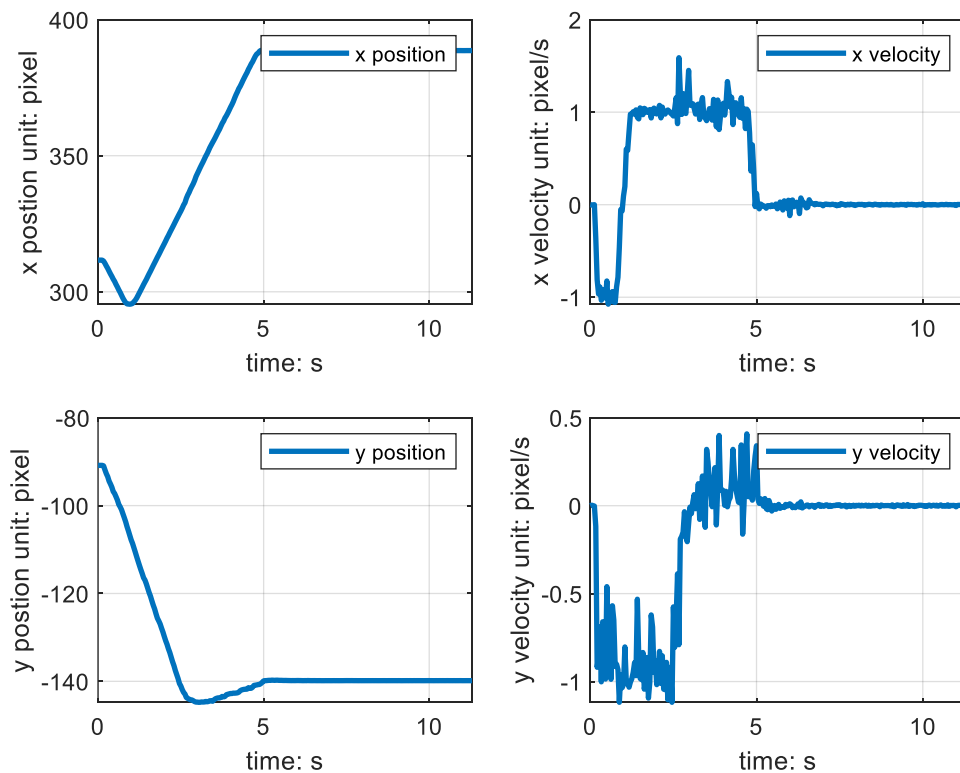 400
350
300
x postion unit: pixel
x position
0
5
10
time: s
2
1
0
-1
x velocity unit: pixel/s
x velocity
0
5
10
time: s
-80
-100
-120
-140
y postion unit: pixel
y position
0
5
10
time: s
0.5
0
-0.5
-1
y velocity unit: pixel/s
y velocity
0
5
10
time: s